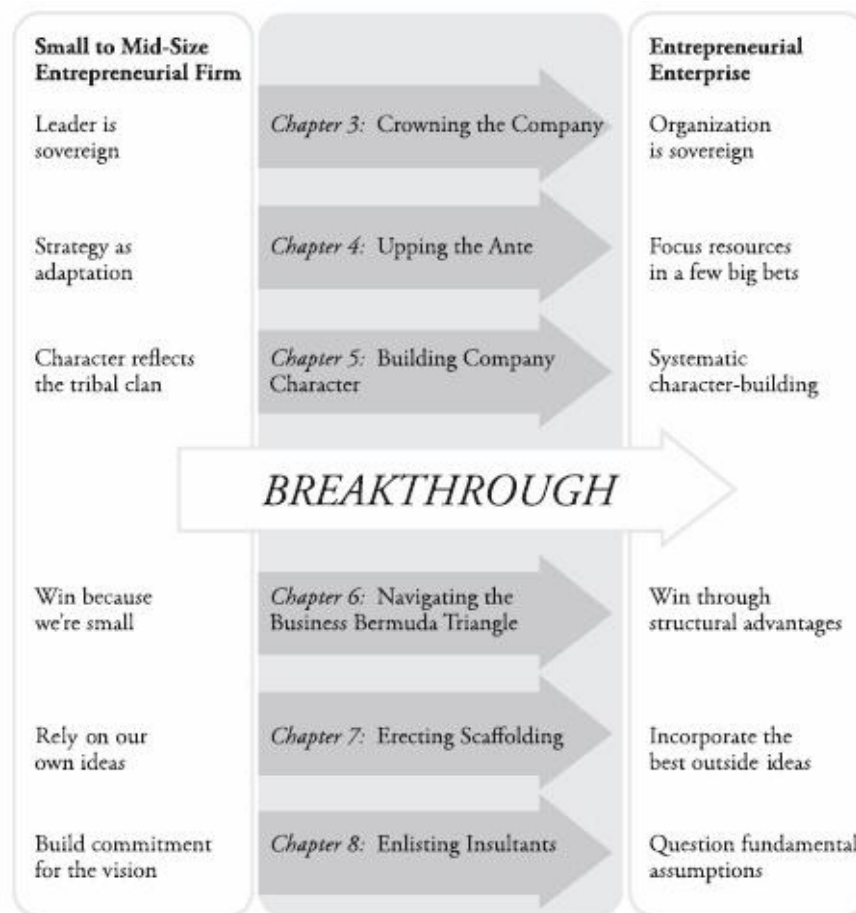 Small to Mid-Size
Entrepreneurial Firm
Entrepreneurial
Enterprise
Leader is
sovereign
Chapter 3: Crowning the Company
Organization
is sovereign
Strategy as
adaptation
Chapter 4: Upping the Ante
Focus resources
in a few big bets
Character reflects
the tribal clan
Chapter 5: Building Company
Character
Systematic
character-building
BREAKTHROUGH
Win because
we're small
Chapter 6: Navigating the
Business Bermuda Triangle
Win through
structural advantages
Rely on our
own ideas
Chapter 7: Erecting Scaffolding
Incorporate the
best outside ideas
Build commitment
for the vision
Chapter 8: Enlisting Insultants
Question fundamental
assumptions